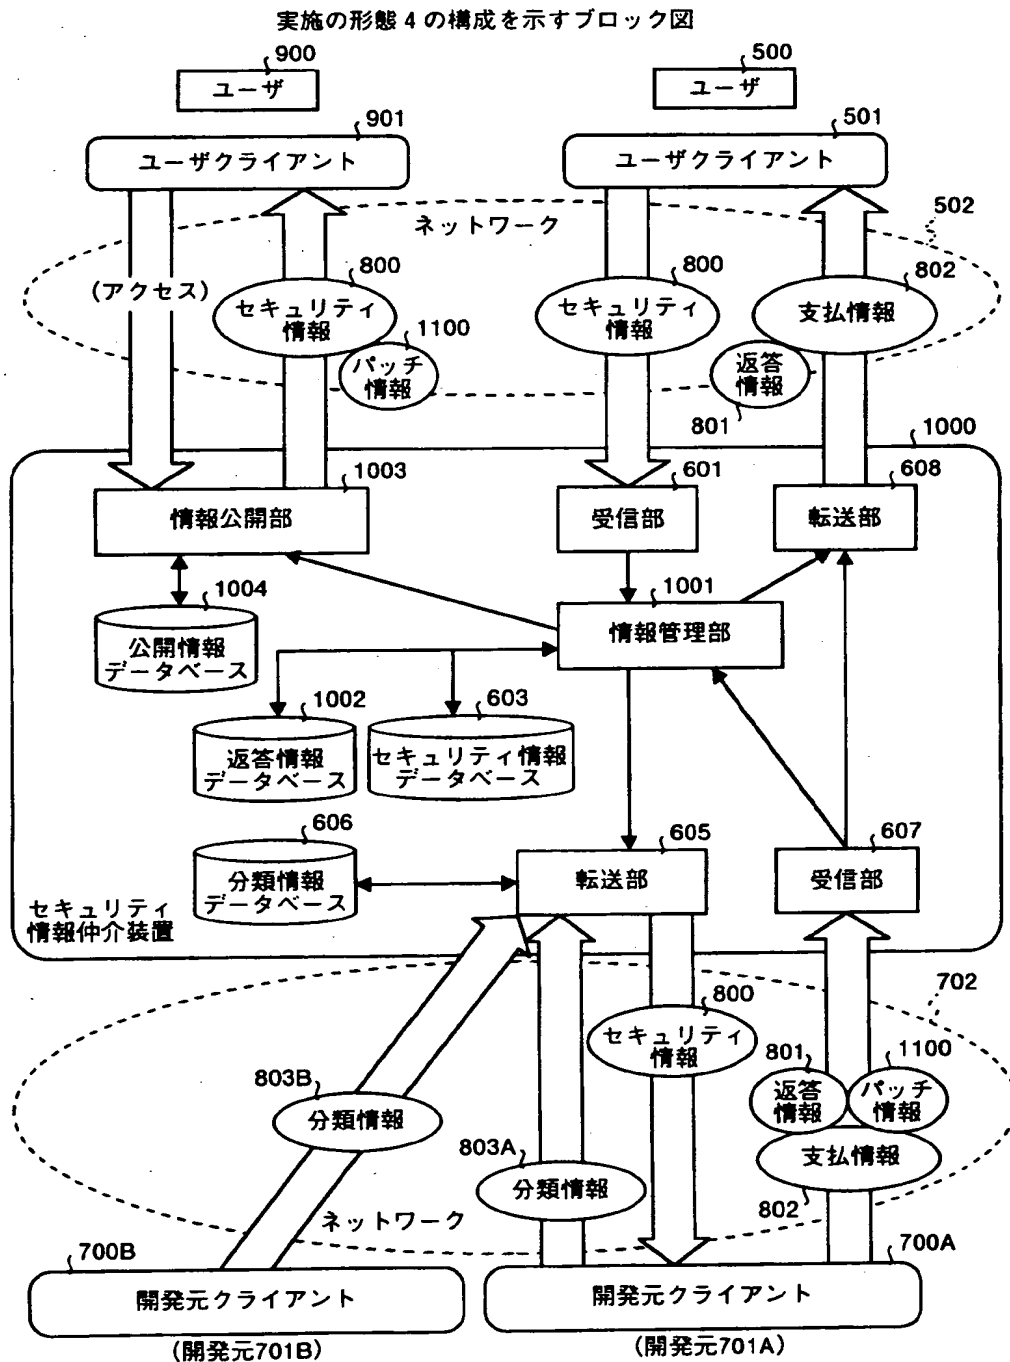 実施の形態4の構成を示すブロック図
900
ユーザ
500
ユーザ
901
ユーザクライアント
501
ユーザクライアント
ネットワーク
502
(アクセス)
800
セキュリティ
情報
1100
パッチ
情報
800
セキュリティ
情報
802
支払情報
返答
情報
801
1000
1003
情報公開部
601
受信部
608
転送部
1004
公開情報
データベース
1001
情報管理部
1002
返答情報
データベース
603
セキュリティ情報
データベース
606
分類情報
データベース
605
転送部
607
受信部
セキュリティ
情報仲介装置
702
800
セキュリティ
情報
801
返答
情報
1100
パッチ
情報
803B
分類情報
803A
分類情報
支払情報
802
ネットワーク
700B
開発元クライアント
(開発元701B)
700A
開発元クライアント
(開発元701A)